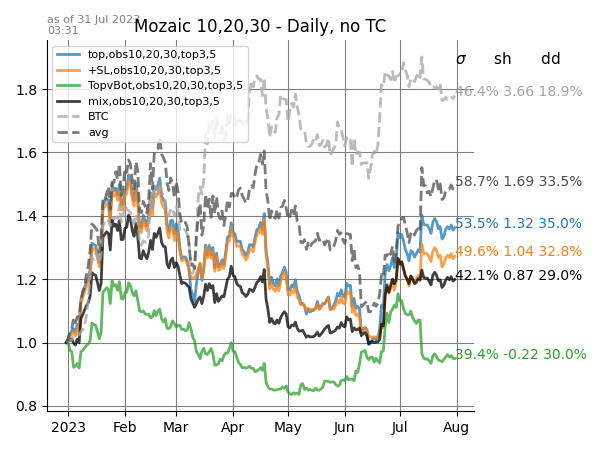 as of 31 Jul 2023
03:31
Mozaic 10,20,30 - Daily, no TC
top,obs10,20,30,top3,5
+SL,obs10,20,30,top3,5
TopvBot,obs10,20,30,top3,5
mix,obs10,20,30,top3,5
BTC
avg
σ sh dd
46.4% 3.66 18.9%
58.7% 1.69 33.5%
53.5% 1.32 35.0%
49.6% 1.04 32.8%
42.1% 0.87 29.0%
39.4% -0.22 30.0%
1.8
1.6
1.4
1.2
1.0
0.8
2023 Feb Mar Apr May Jun Jul Aug